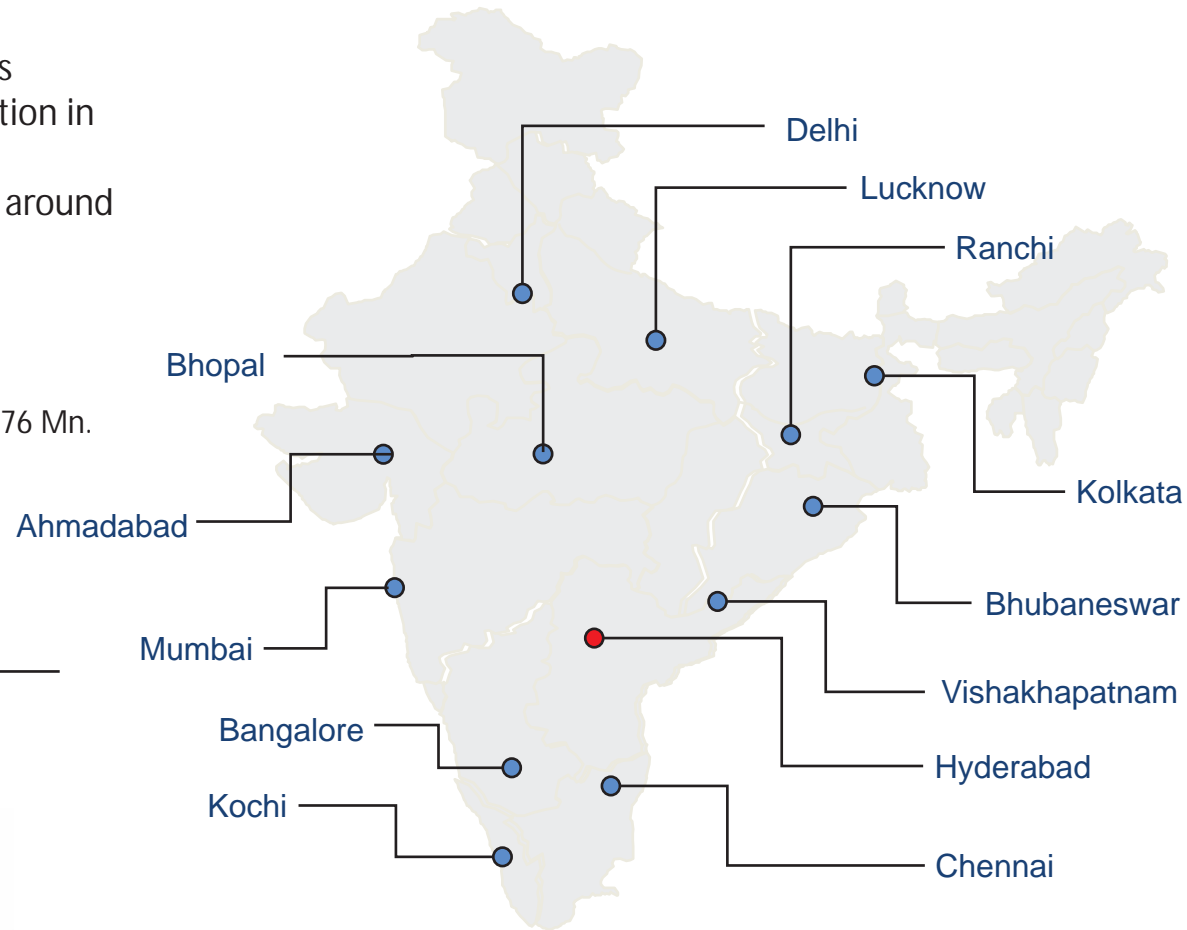 s
tion in
around
76 Mn.
Delhi
Lucknow
Ranchi
Bhopal
Ahmadabad
Kolkata
Mumbai
Bhubaneswar
Vishakhapatnam
Bangalore
Hyderabad
Kochi
Chennai